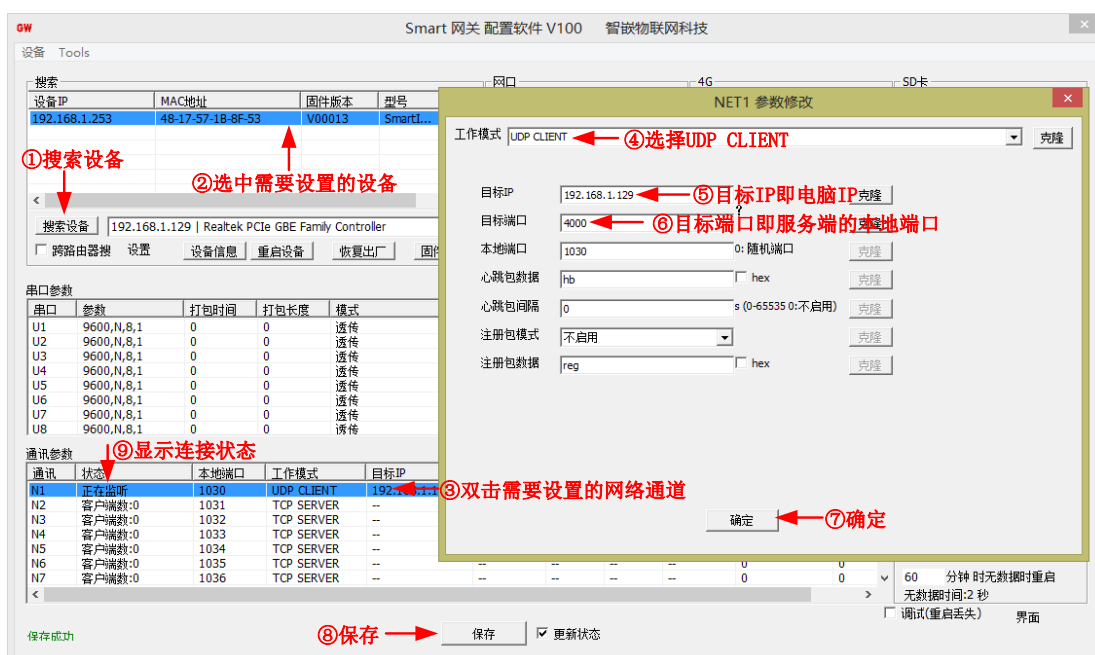 GW Smart 网关 配置软件 V100 智嵌物联网科技 ×
设备 Tools
搜索 网口 4G SD卡
设备IP MAC地址 固件版本 型号
192.168.1.253 48-17-57-1B-8F-53 V00013 SmartI...
①搜索设备
②选中需要设置的设备
搜索设备 192.168.1.129 | Realtek PCIe GBE Family Controller
跨路由器搜 设置 设备信息 重启设备 恢复出厂
串口参数
串口 参数 打包时间 打包长度 模式
U1 9600,N,8,1 0 0 透传
U2 9600,N,8,1 0 0 透传
U3 9600,N,8,1 0 0 透传
U4 9600,N,8,1 0 0 透传
U5 9600,N,8,1 0 0 透传
U6 9600,N,8,1 0 0 透传
U7 9600,N,8,1 0 0 透传
U8 9600,N,8,1 0 0 透传
NET1 参数修改 ×
工作模式 UDP CLIENT ④选择UDP CLIENT 克隆
目标IP 192.168.1.129 ⑤目标IP即电脑IP 克隆
?
目标端口 4000 ⑥目标端口即服务端的本地端口
本地端口 1030 0: 随机端口 克隆
心跳包数据 hb hex 克隆
心跳包间隔 0 s (0-65535 0:不启用) 克隆
注册包模式 不启用 克隆
注册包数据 reg hex 克隆
确定 ⑦确定
通讯参数 ⑨显示连接状态
通讯 状态 本地端口 工作模式 目标IP
N1 正在监听 1030 UDP CLIENT ③双击需要设置的网络通道
N2 客户端数:0 1031 TCP SERVER --
N3 客户端数:0 1032 TCP SERVER --
N4 客户端数:0 1033 TCP SERVER --
N5 客户端数:0 1034 TCP SERVER --
N6 客户端数:0 1035 TCP SERVER -- -- -- -- -- 0 0
N7 客户端数:0 1036 TCP SERVER -- -- -- -- -- 0 0
60 分钟 时无数据时重启
无数据时间:2 秒
调试(重启丢失) 界面
保存成功 ⑧保存 保存 更新状态